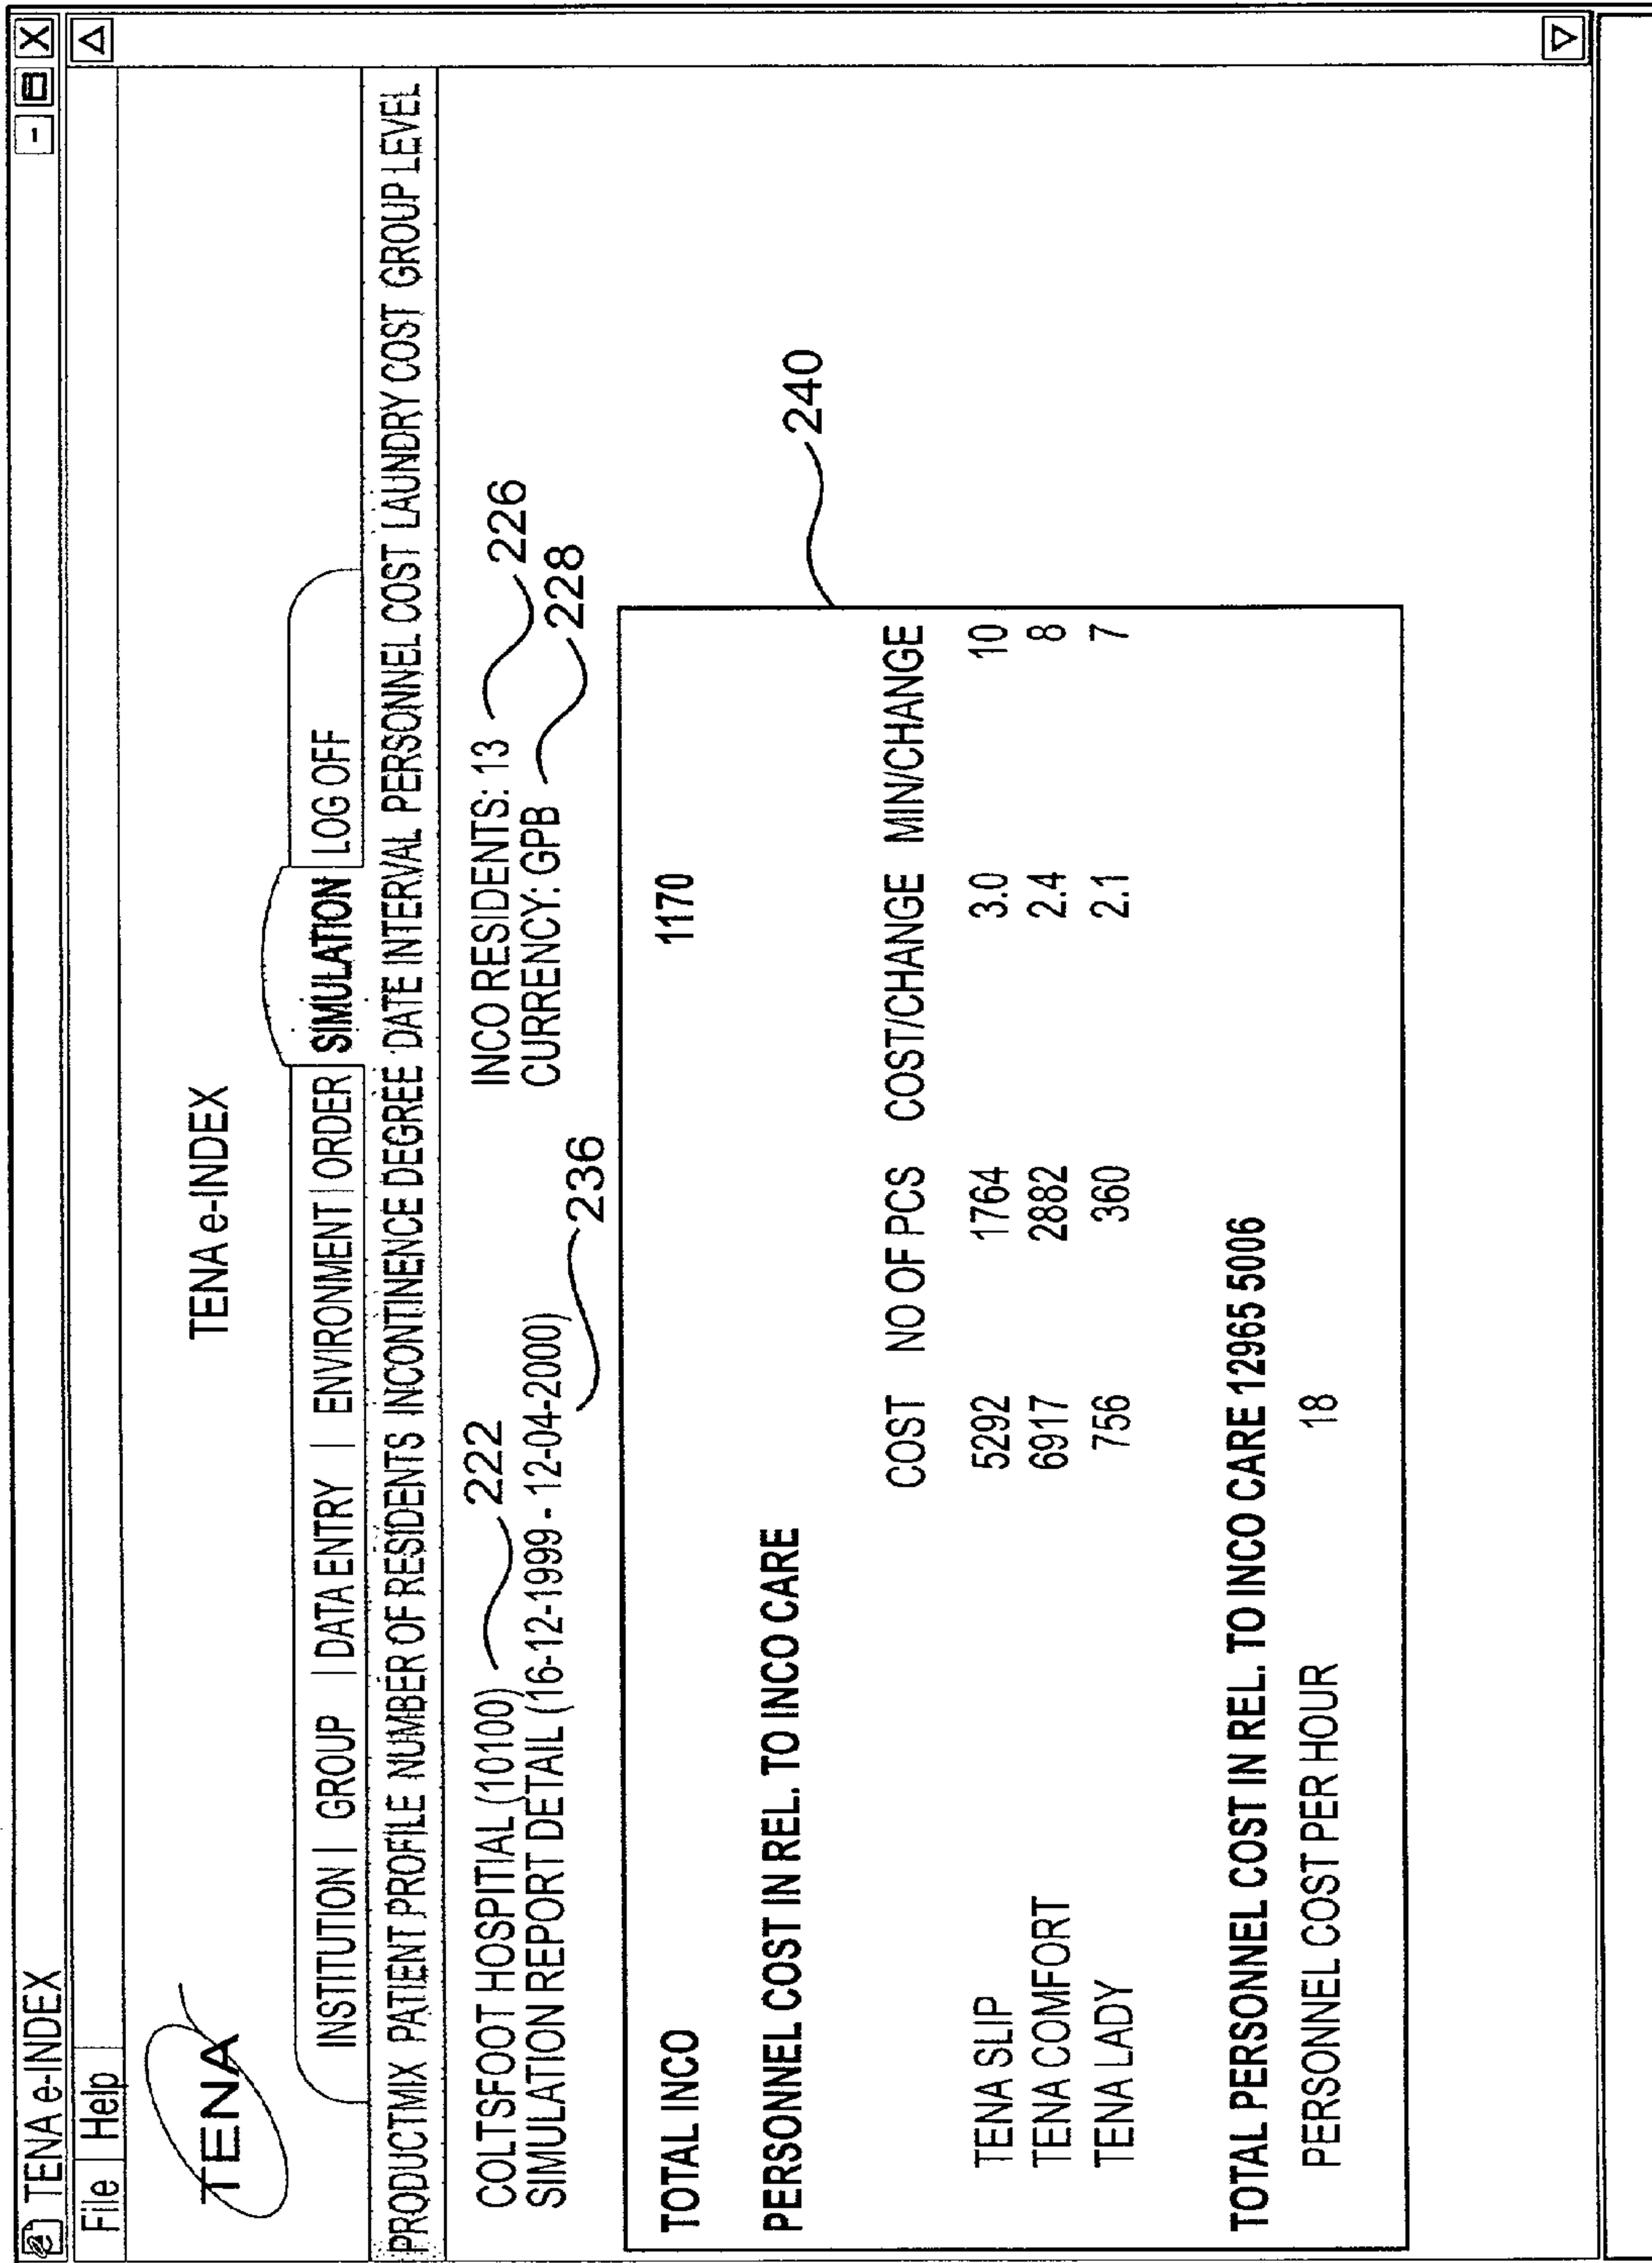 TENA e-INDEX
File Help
TENA
TENA e-INDEX
INSTITUTION | GROUP | DATA ENTRY | ENVIRONMENT | ORDER SIMULATION LOG OFF
PRODUCTMIX PATIENT PROFILE NUMBER OF RESIDENTS INCONTINENCE DEGREE DATE INTERVAL PERSONNEL COST LAUNDRY COST GROUP LEVEL
COLTSFOOT HOSPITIAL (10100) 222 INCO RESIDENTS: 13 226
SIMULATION REPORT DETAIL (16-12-1999 - 12-04-2000) CURRENCY: GPB 228
236
240
TOTAL INCO 1170
PERSONNEL COST IN REL. TO INCO CARE
COST NO OF PCS COST/CHANGE MIN/CHANGE
TENA SLIP 5292 1764 3.0 10
TENA COMFORT 6917 2882 2.4 8
TENA LADY 756 360 2.1 7
TOTAL PERSONNEL COST IN REL. TO INCO CARE 12965 5006
PERSONNEL COST PER HOUR 18